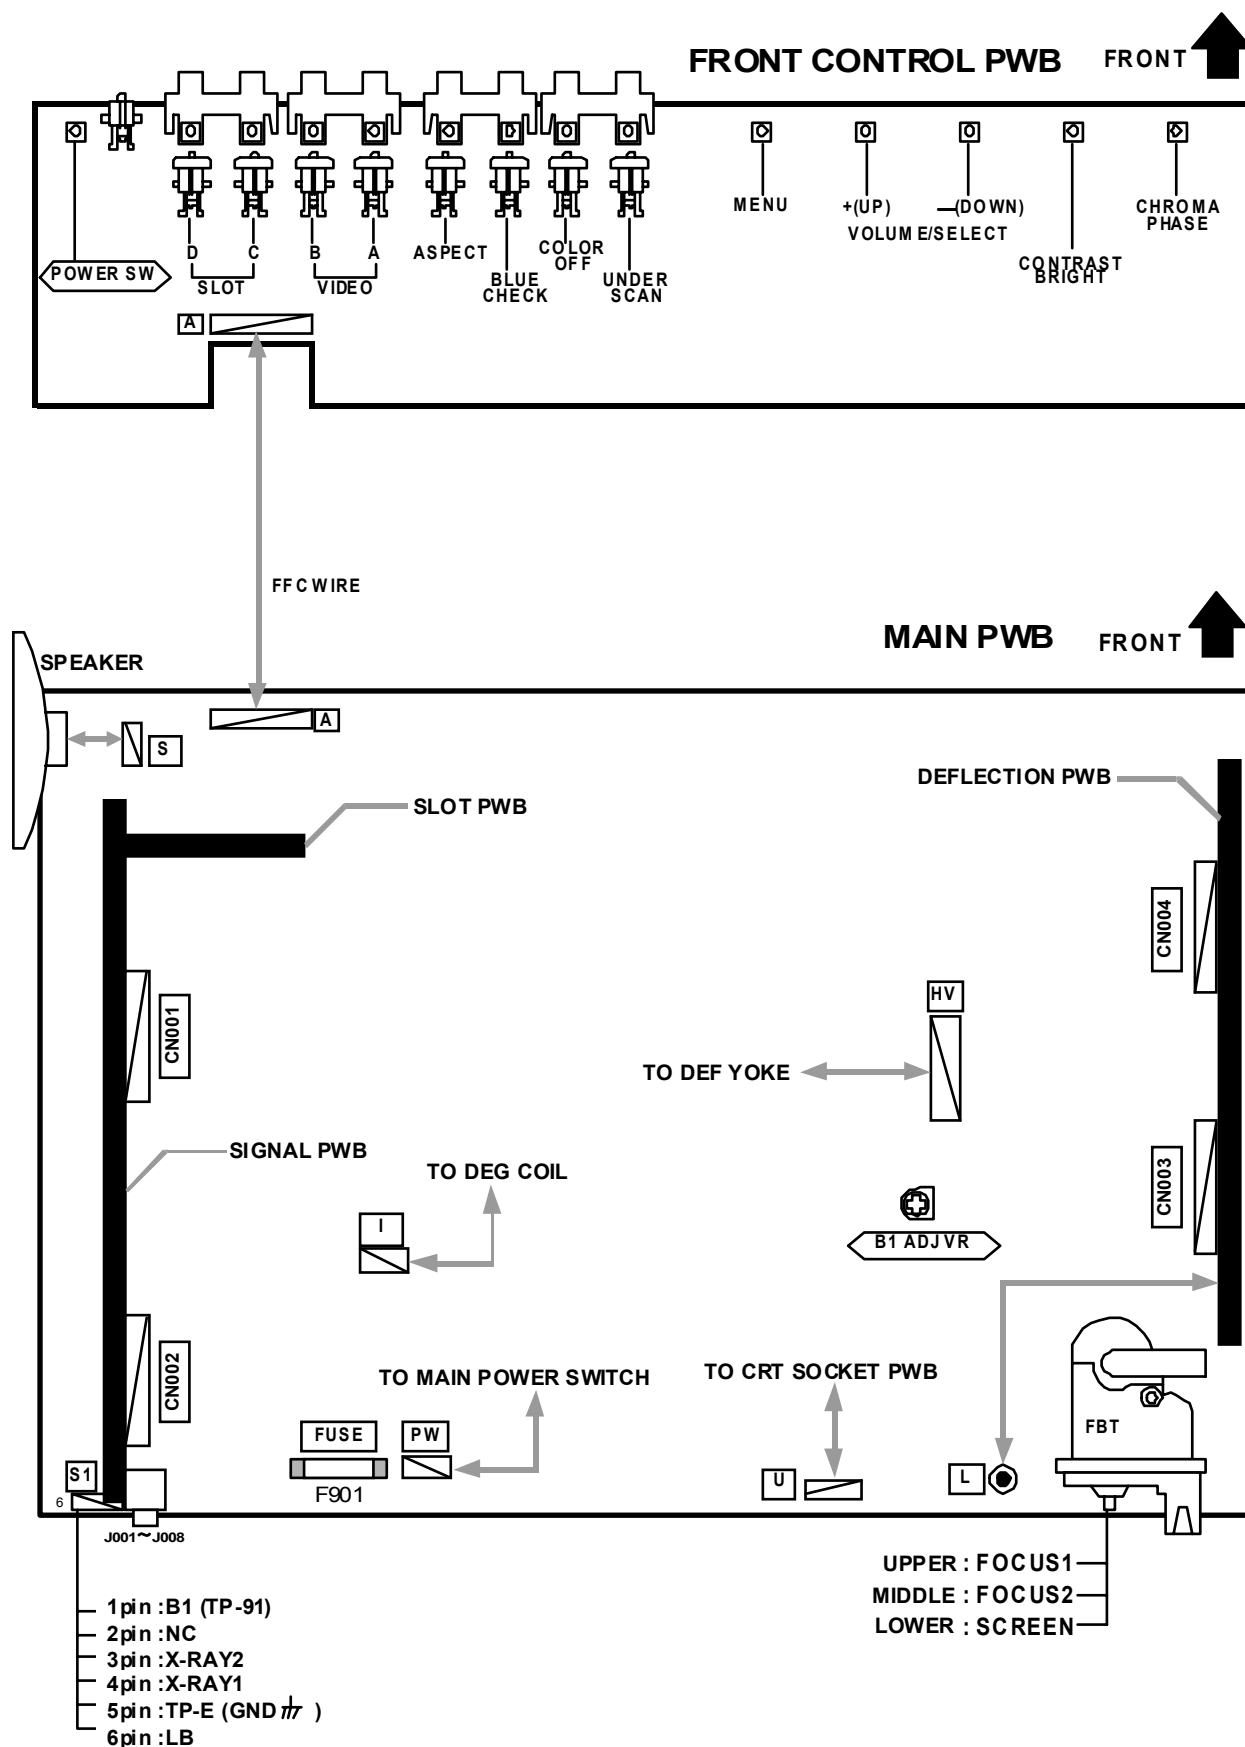 FRONT CONTROL PWB
FRONT
MENU
+(UP)
—(DOWN)
VOLUME/SELECT
CONTRAST
BRIGHT
CHROMA
PHASE
POWER SW
D
C
B
A
SLOT
VIDEO
ASPECT
BLUE
CHECK
COLOR
OFF
UNDER
SCAN
A
FFC WIRE
MAIN PWB
FRONT
SPEAKER
A
S
SLOT PWB
DEFLECTION PWB
CN004
HV
CN001
TO DEF YOKE
SIGNAL PWB
TO DEG COIL
CN003
I
B1 ADJ VR
CN002
TO MAIN POWER SWITCH
TO CRT SOCKET PWB
FUSE
PW
FBT
S1
U
L
6
F901
J001~J008
UPPER : FOCUS1
MIDDLE : FOCUS2
LOWER : SCREEN
1pin :B1 (TP-91)
2pin :NC
3pin :X-RAY2
4pin :X-RAY1
5pin :TP-E (GND )
6pin :LB